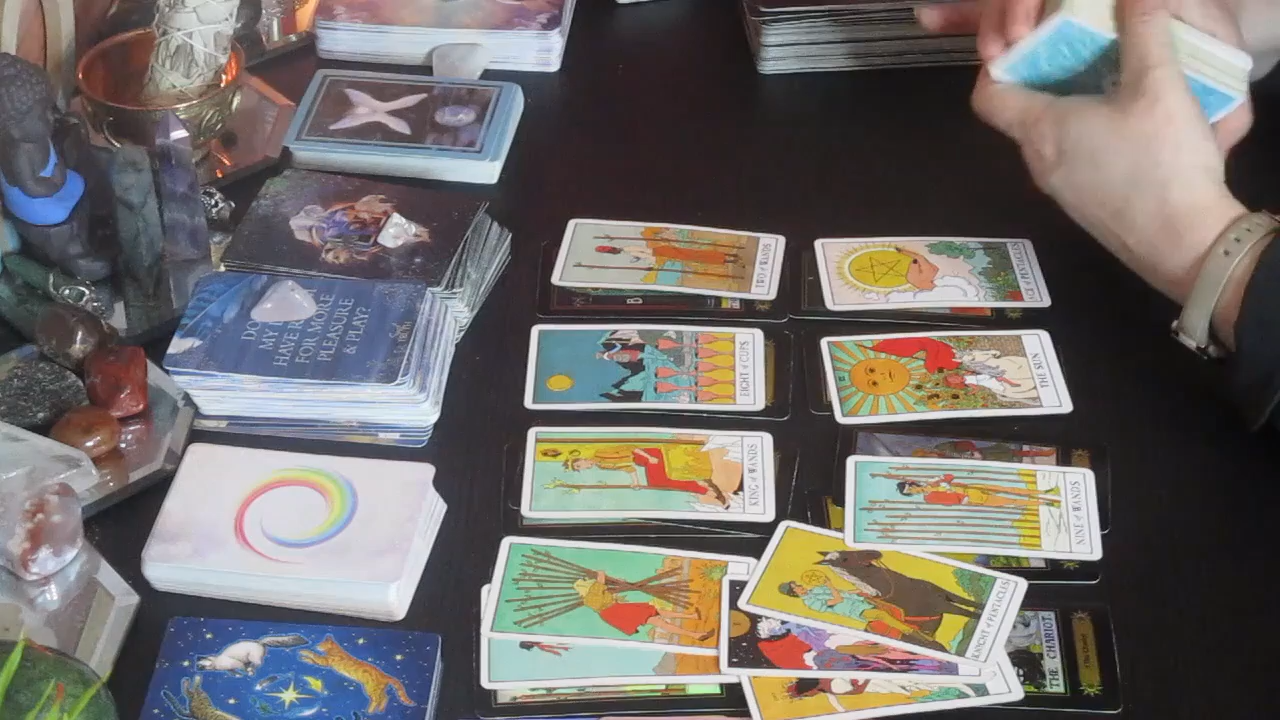 DO
MY
HAVE
FOR MORE
PLEASURE
& PLAY?
TWO of WANDS
B
EIGHT of CUPS
KING of WANDS
ACE of PENTACLES
THE SUN
NINE of WANDS
KNIGHT of PENTACLES
THE CHARIOT